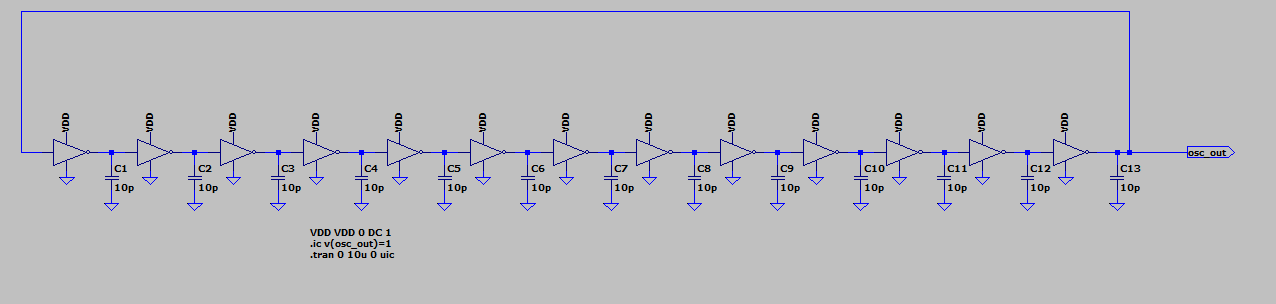 VDD VDD VDD VDD VDD VDD VDD VDD VDD VDD VDD VDD VDD
osc_out
C1 C2 C3 C4 C5 C6 C7 C8 C9 C10 C11 C12 C13
10p 10p 10p 10p 10p 10p 10p 10p 10p 10p 10p 10p 10p
VDD VDD 0 DC 1
.ic v(osc_out)=1
.tran 0 10u 0 uic